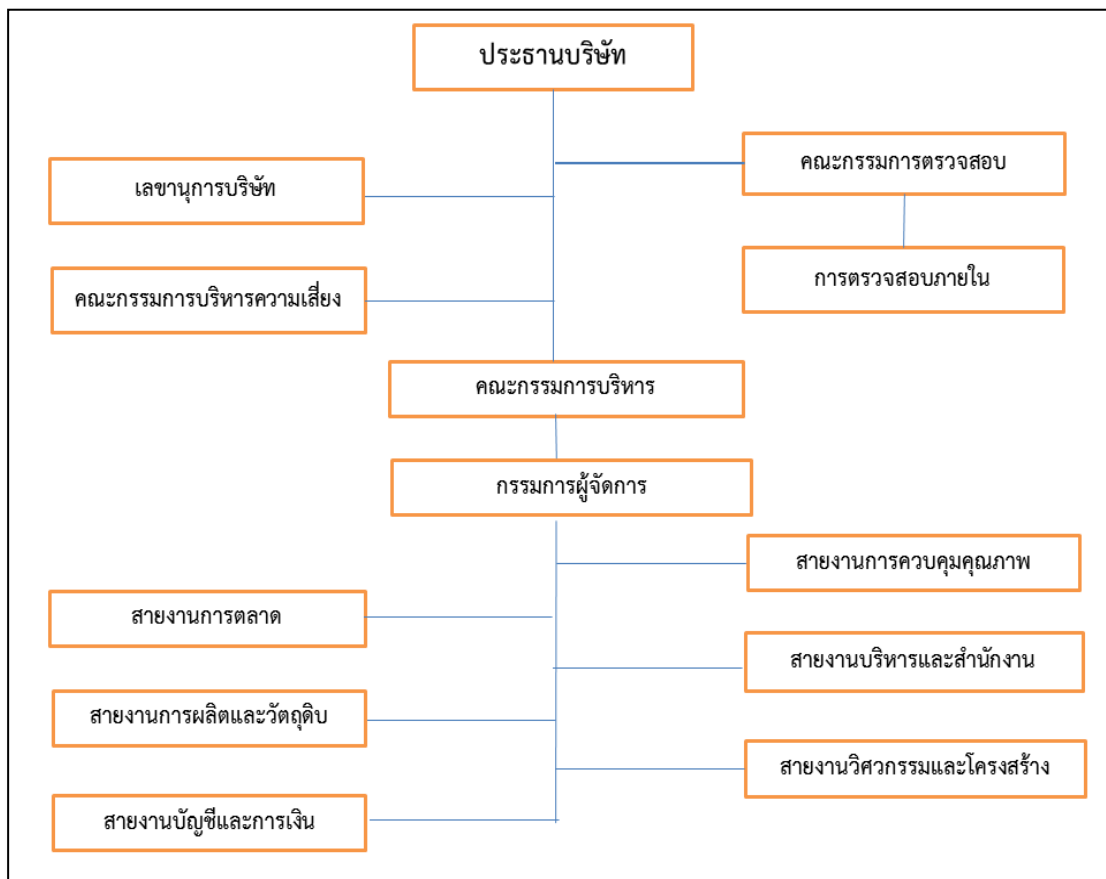 ประธานบริษัท
คณะกรรมการตรวจสอบ
เลขานุการบริษัท
การตรวจสอบภายใน
คณะกรรมการบริหารความเสี่ยง
คณะกรรมการบริหาร
กรรมการผู้จัดการ
สายงานการควบคุมคุณภาพ
สายงานการตลาด
สายงานบริหารและสำนักงาน
สายงานการผลิตและวัตถุดิบ
สายงานวิศวกรรมและโครงสร้าง
สายงานบัญชีและการเงิน